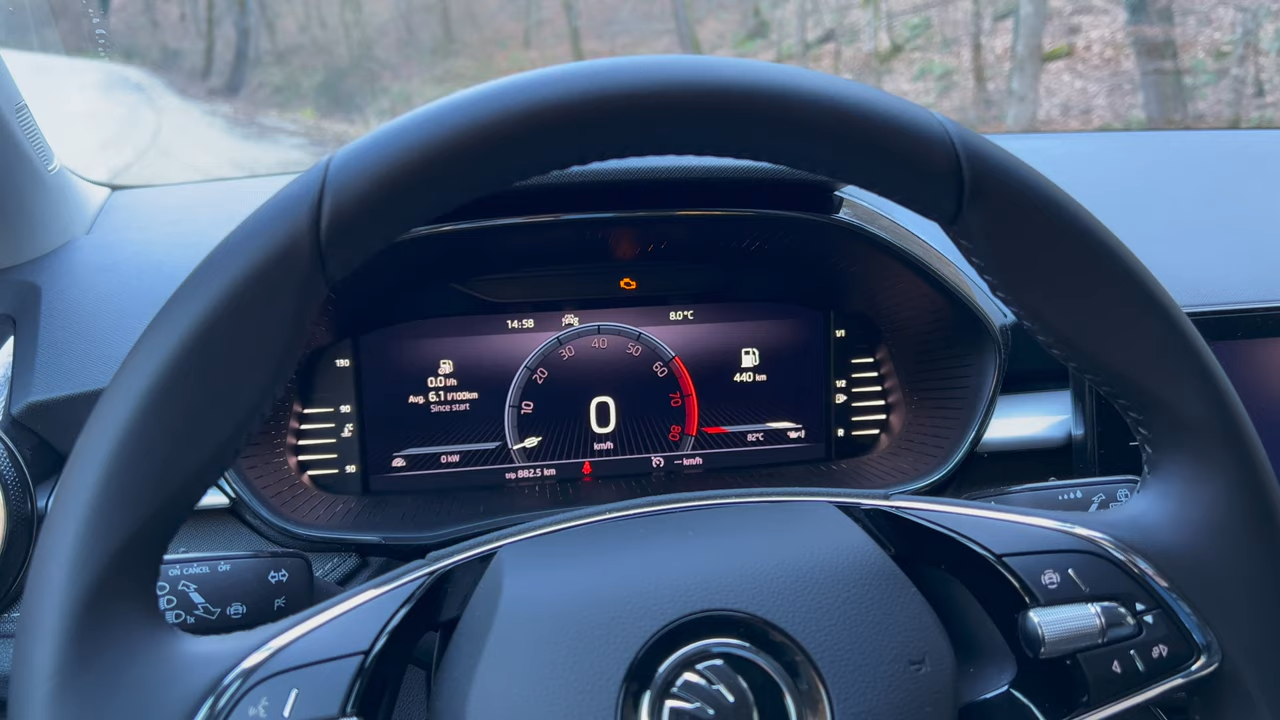 14:58
8.0°C
130
90
50
0.0 l/h
Avg. 6.1 l/100km
Since start
0 kW
10
20
30
40
50
60
70
80
0
km/h
440 km
82°C
trip 882.5 km
-- km/h
1/1
1/2
R
ON CANCEL OFF
1x